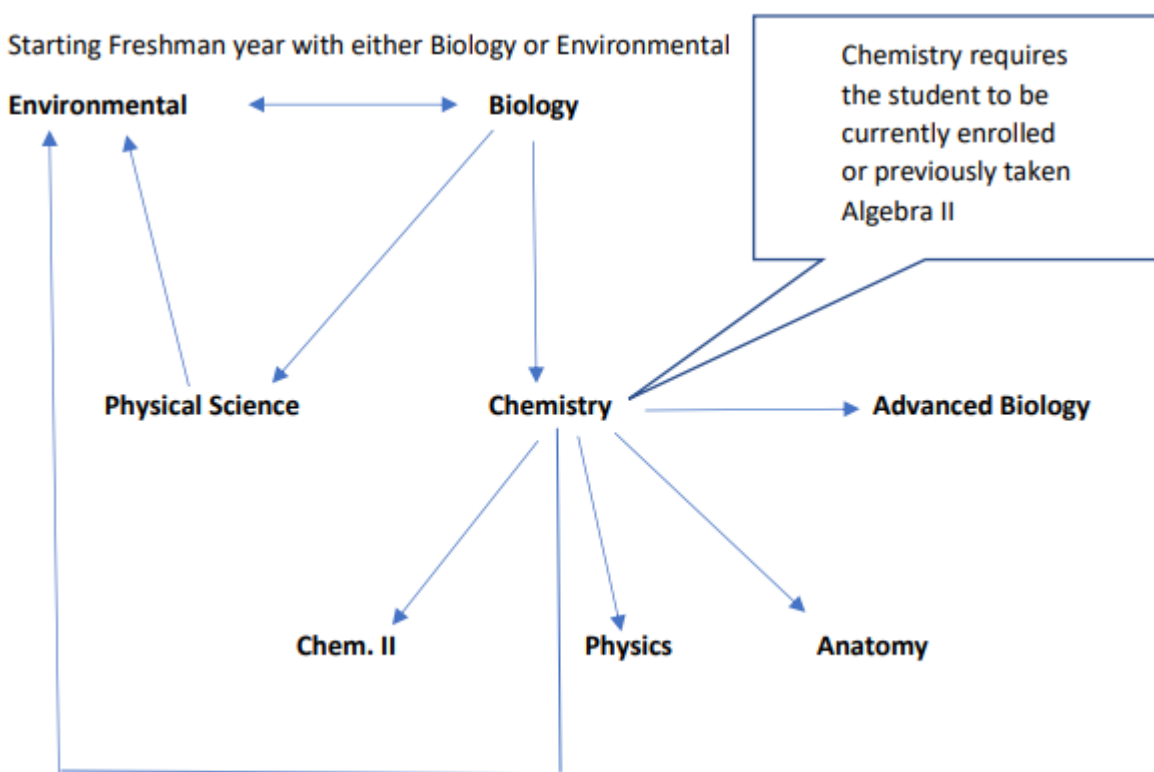 Starting Freshman year with either Biology or Environmental
Chemistry requires
the student to be
currently enrolled
or previously taken
Algebra II
Environmental
Biology
Physical Science
Chemistry
Advanced Biology
Chem. II
Physics
Anatomy